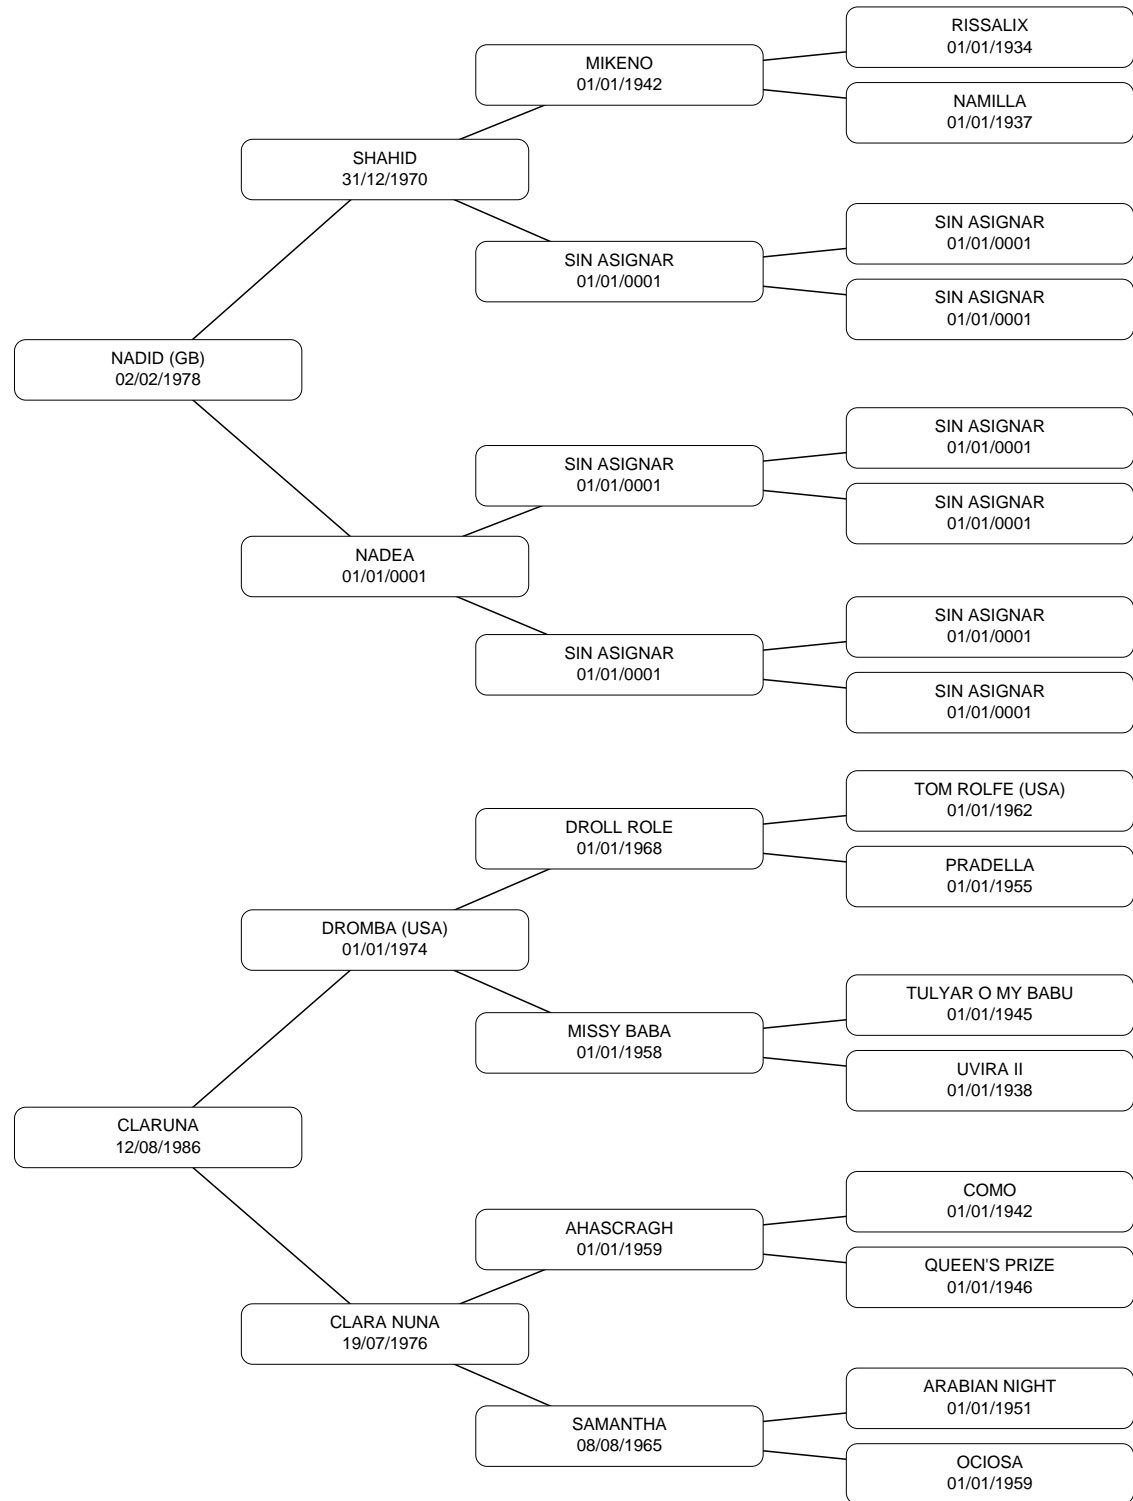 RISSALIX
01/01/1934
MIKENO
01/01/1942
NAMILLA
01/01/1937
SHAHID
31/12/1970
SIN ASIGNAR
01/01/0001
SIN ASIGNAR
01/01/0001
SIN ASIGNAR
01/01/0001
NADID (GB)
02/02/1978
SIN ASIGNAR
01/01/0001
SIN ASIGNAR
01/01/0001
SIN ASIGNAR
01/01/0001
NADEA
01/01/0001
SIN ASIGNAR
01/01/0001
SIN ASIGNAR
01/01/0001
SIN ASIGNAR
01/01/0001
TOM ROLFE (USA)
01/01/1962
DROLL ROLE
01/01/1968
PRADELLA
01/01/1955
DROMBA (USA)
01/01/1974
TULYAR O MY BABU
01/01/1945
MISSY BABA
01/01/1958
UVIRA II
01/01/1938
CLARUNA
12/08/1986
COMO
01/01/1942
AHASCRAGH
01/01/1959
QUEEN'S PRIZE
01/01/1946
CLARA NUNA
19/07/1976
ARABIAN NIGHT
01/01/1951
SAMANTHA
08/08/1965
OCIOSA
01/01/1959